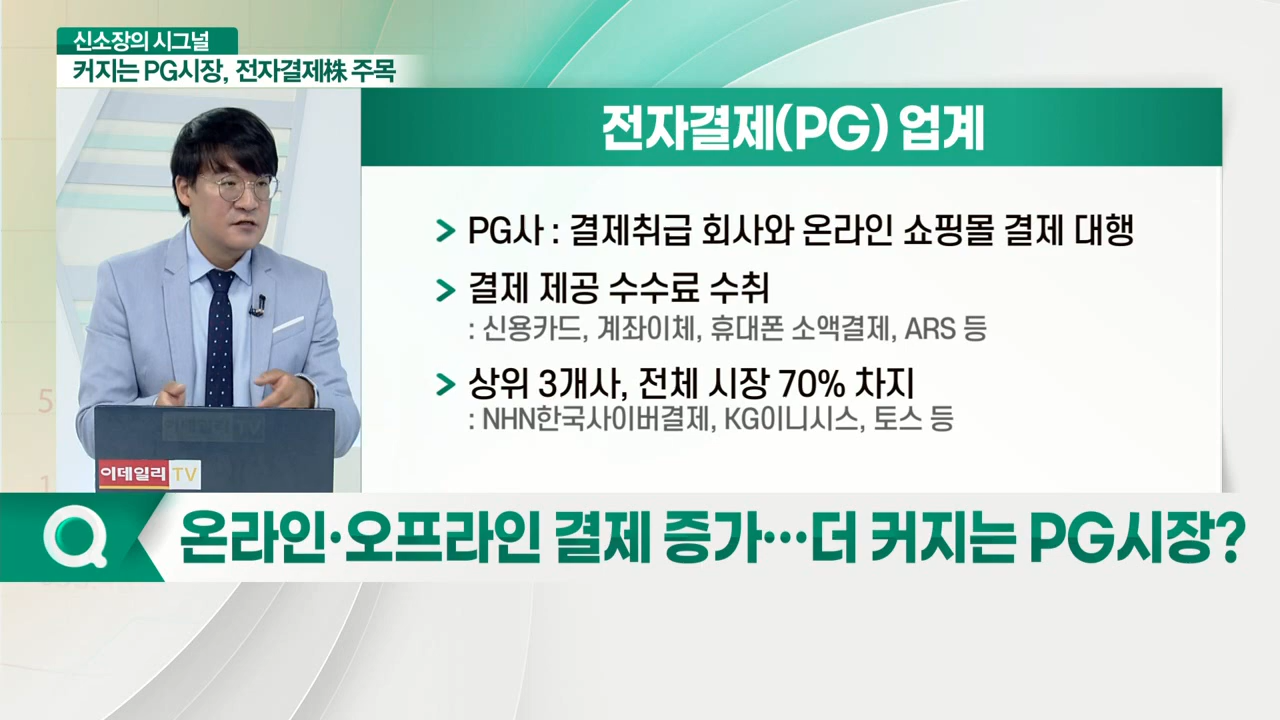 신소장의 시그널
커지는 PG시장, 전자결제株 주목
전자결제(PG) 업계
PG사 : 결제취급 회사와 온라인 쇼핑몰 결제 대행
결제 제공 수수료 수취
: 신용카드, 계좌이체, 휴대폰 소액결제, ARS 등
상위 3개사, 전체 시장 70% 차지
: NHN한국사이버결제, KG이니시스, 토스 등
이데일리TV
이데일리TV
온라인·오프라인 결제 증가…더 커지는 PG시장?